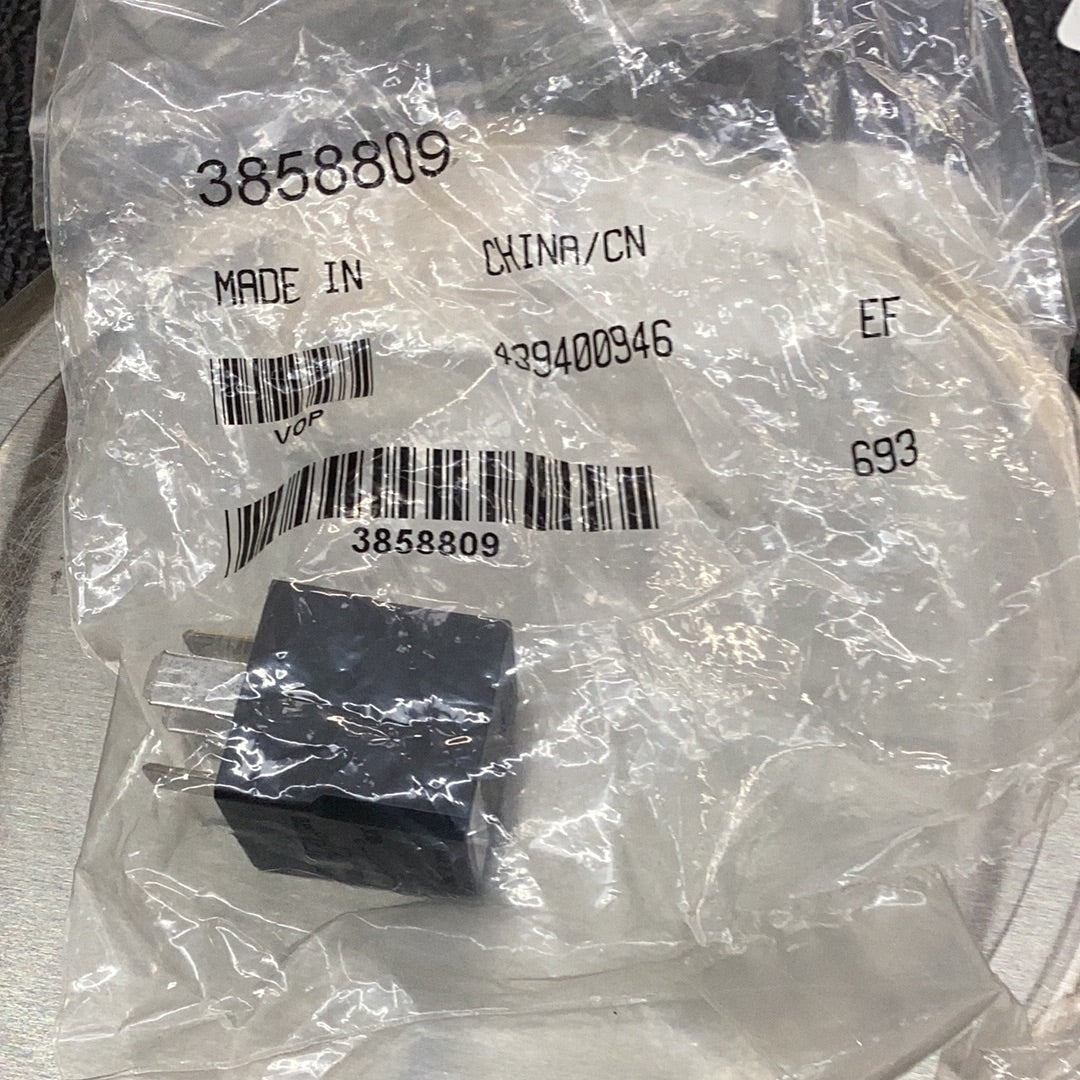 3858809
MADE IN CHINA/CN
439400946 EF
VOP
693
3858809